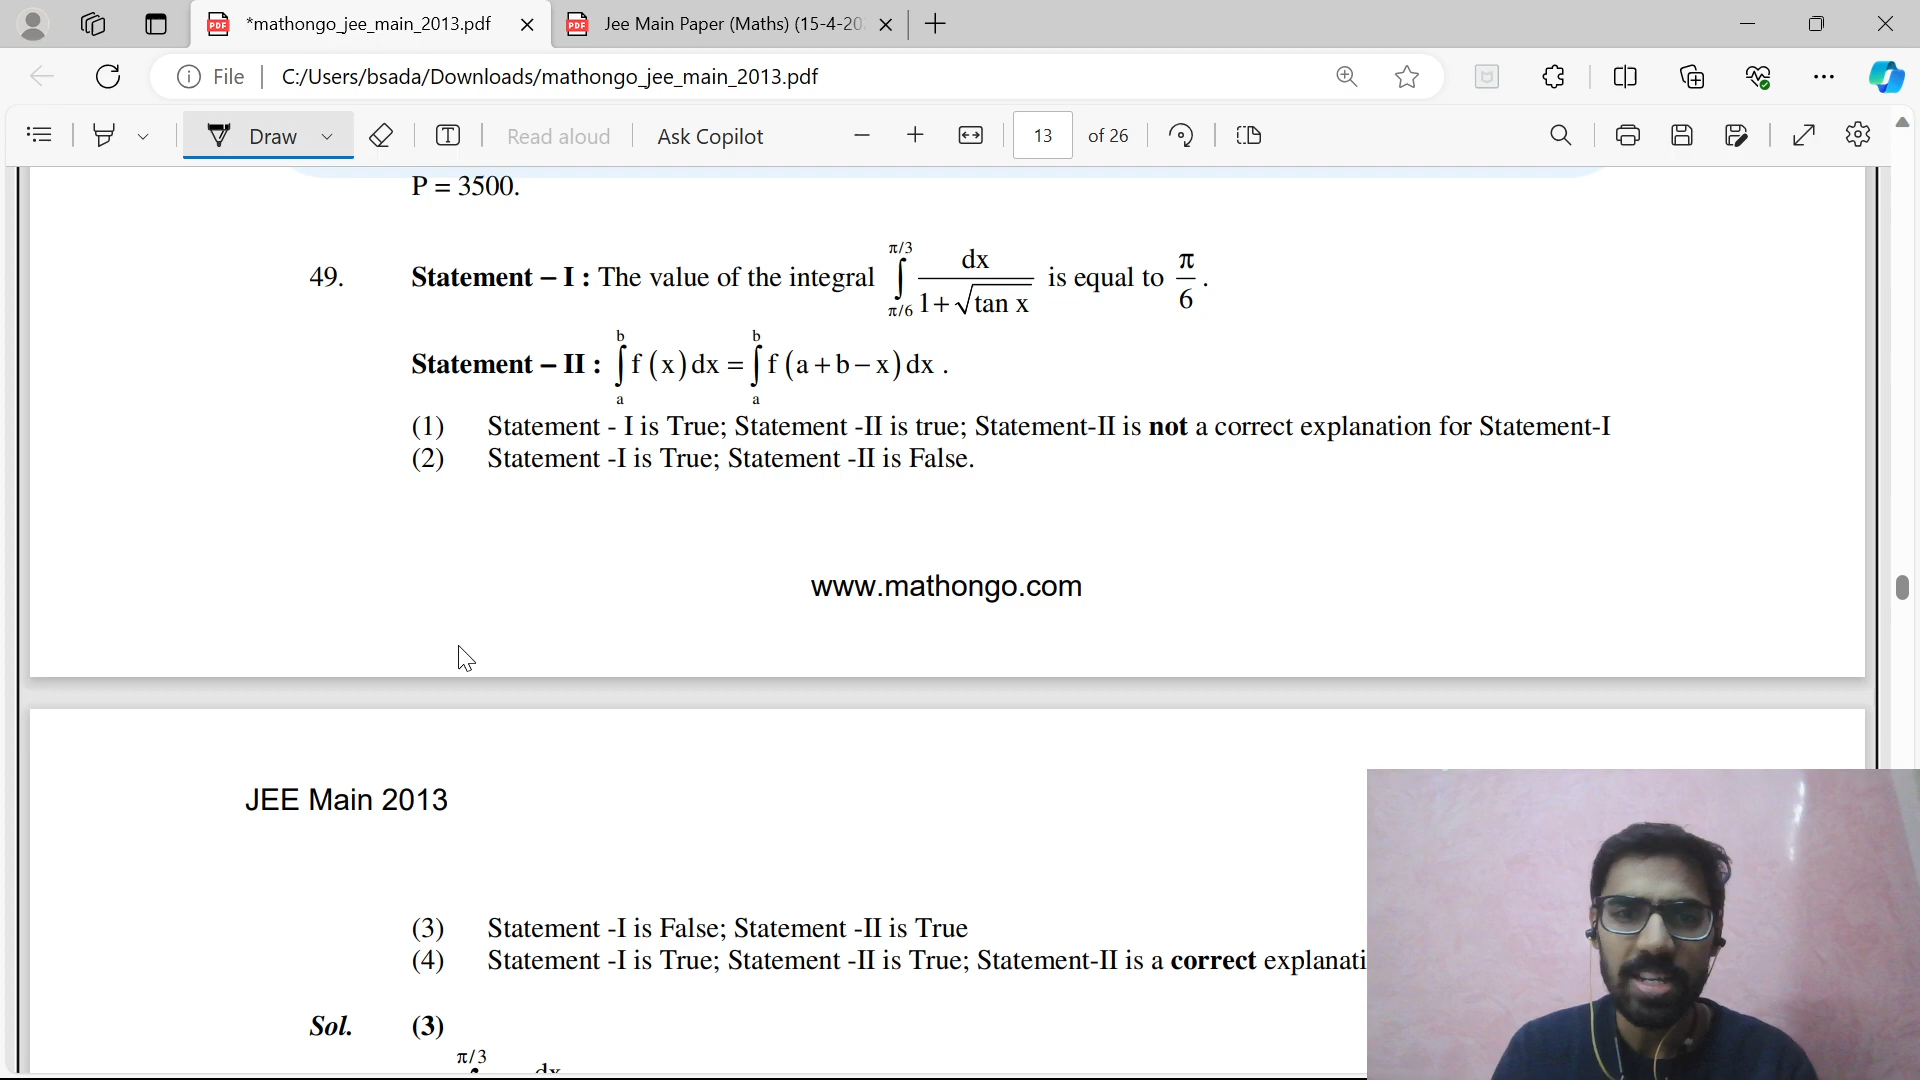 *mathongo_jee_main_2013.pdf
Jee Main Paper (Maths) (15-4-20
File
C:/Users/bsada/Downloads/mathongo_jee_main_2013.pdf
Draw
Read aloud
Ask Copilot
13
of 26
P = 3500.
49. Statement – I : The value of the integral ∫_{π/6}^{π/3} dx / (1+√tan x) is equal to π/6 .
Statement – II : ∫_a^b f (x) dx = ∫_a^b f (a + b − x) dx .
(1) Statement - I is True; Statement -II is true; Statement-II is not a correct explanation for Statement-I
(2) Statement -I is True; Statement -II is False.
www.mathongo.com
JEE Main 2013
(3) Statement -I is False; Statement -II is True
(4) Statement -I is True; Statement -II is True; Statement-II is a correct explanati
Sol. (3)
π/3
dx